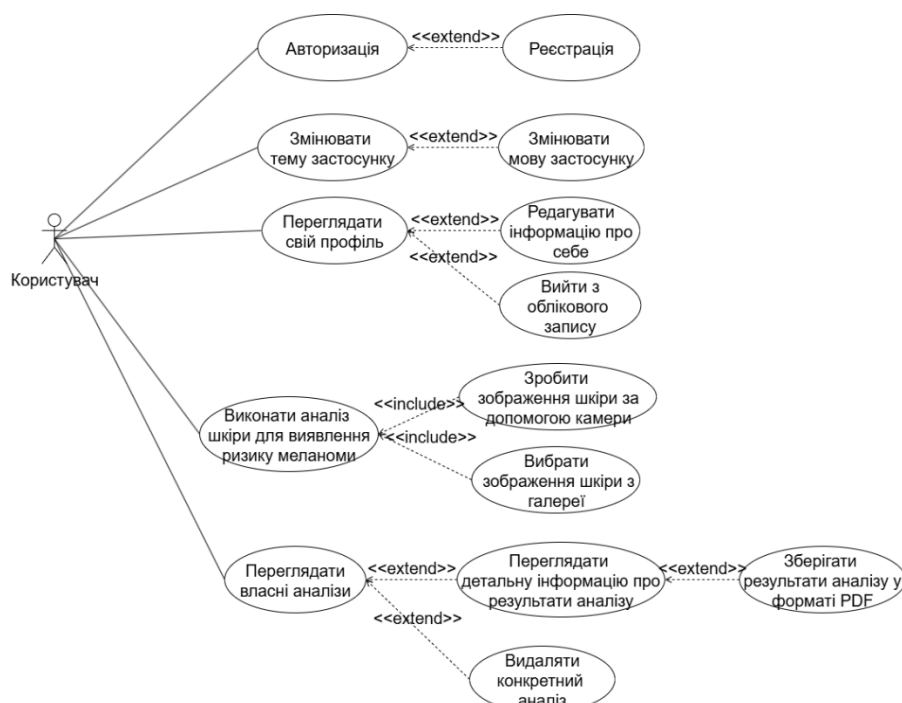 Авторизація
<<extend>>
Реєстрація
Змінювати
тему застосунку
<<extend>>
Змінювати
мову застосунку
Користувач
Переглядати
свій профіль
<<extend>>
<<extend>>
Редагувати
інформацію про
себе
Вийти з
облікового
запису
Виконати аналіз
шкіри для виявлення
ризику меланоми
<<include>>
<<include>>
Зробити
зображення шкіри за
допомогою камери
Вибрати
зображення шкіри з
галереї
Переглядати
власні аналізи
<<extend>>
<<extend>>
Переглядати
детальну інформацію про
результати аналізу
<<extend>>
Зберігати
результати аналізу у
форматі PDF
Видаляти
конкретний
аналіз